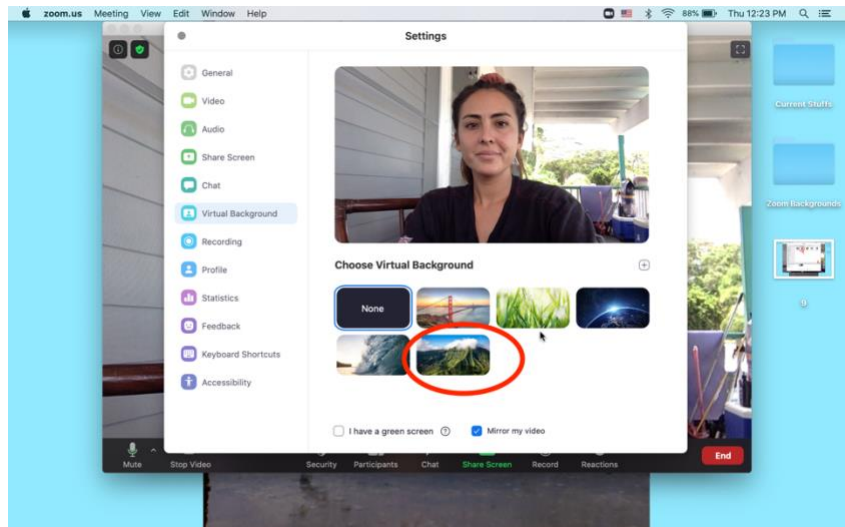 zoom.us Meeting View Edit Window Help 88% Thu 12:23 PM
Settings
General
Video
Audio
Share Screen
Chat
Virtual Background
Recording
Profile
Statistics
Feedback
Keyboard Shortcuts
Accessibility
Choose Virtual Background
None
I have a green screen ?
Mirror my video
Mute Stop Video Security Participants Chat Share Screen Record Reactions End
Current Stuffs
Zoom Backgrounds